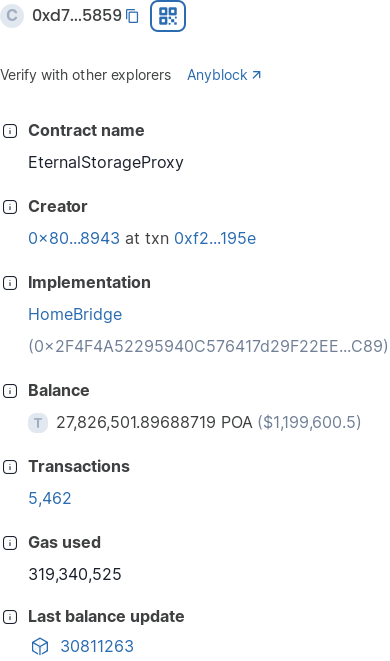 C 0xd7...5859
Verify with other explorers Anyblock
Contract name
EternalStorageProxy
Creator
0×80...8943 at txn 0xf2...195e
Implementation
HomeBridge
(0×2F4F4A52295940C576417d29F22EE...C89)
Balance
T 27,826,501.89688719 POA ($1,199,600.5)
Transactions
5,462
Gas used
319,340,525
Last balance update
30811263